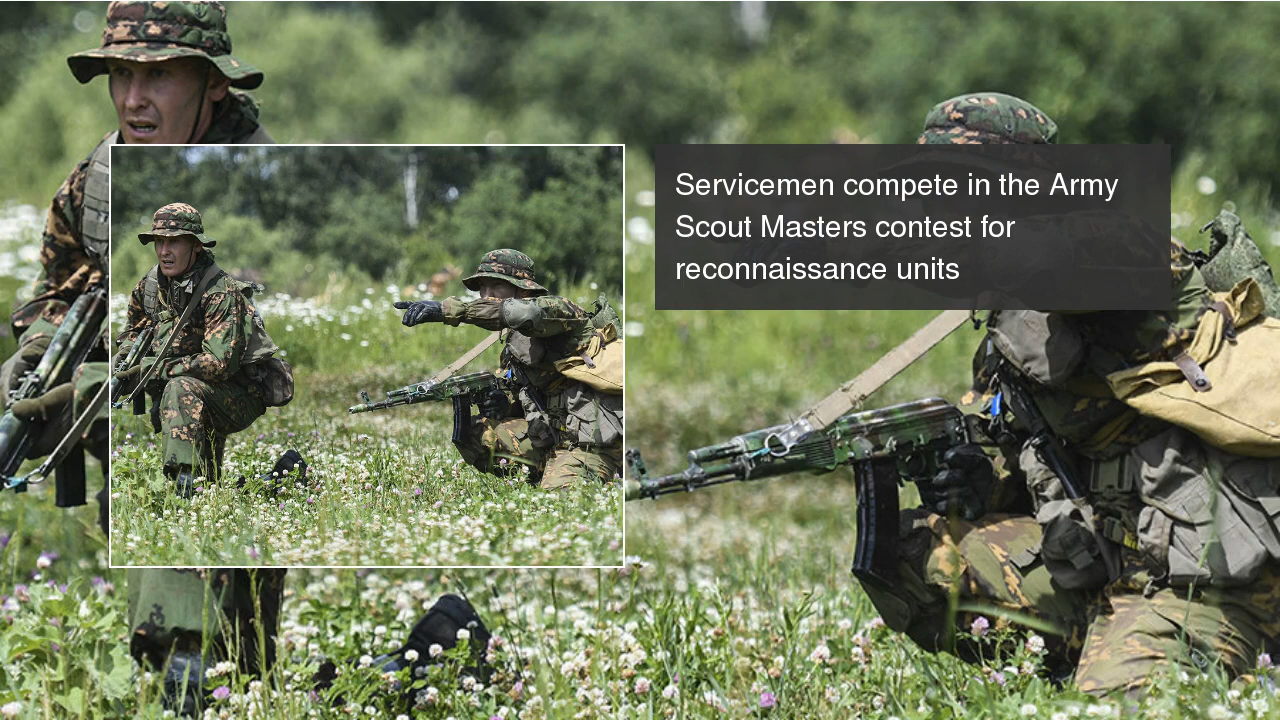 Servicemen compete in the Army
Scout Masters contest for
reconnaissance units